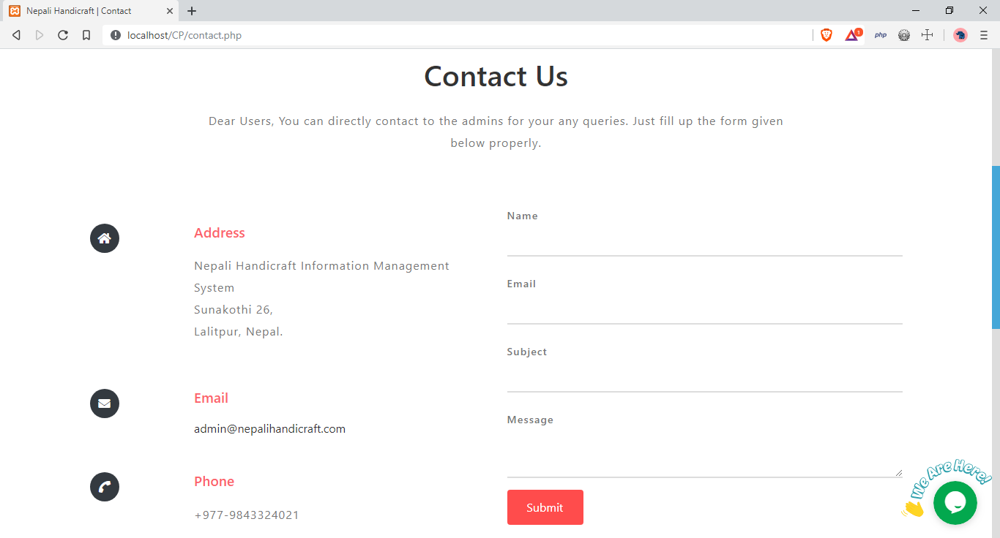 Nepali Handicraft | Contact
localhost/CP/contact.php
1
php
Contact Us
Dear Users, You can directly contact to the admins for your any queries. Just fill up the form given
below properly.
Address
Nepali Handicraft Information Management
System
Sunakothi 26,
Lalitpur, Nepal.
Email
admin@nepalihandicraft.com
Phone
+977-9843324021
Name
Email
Subject
Message
Submit
We Are Here!